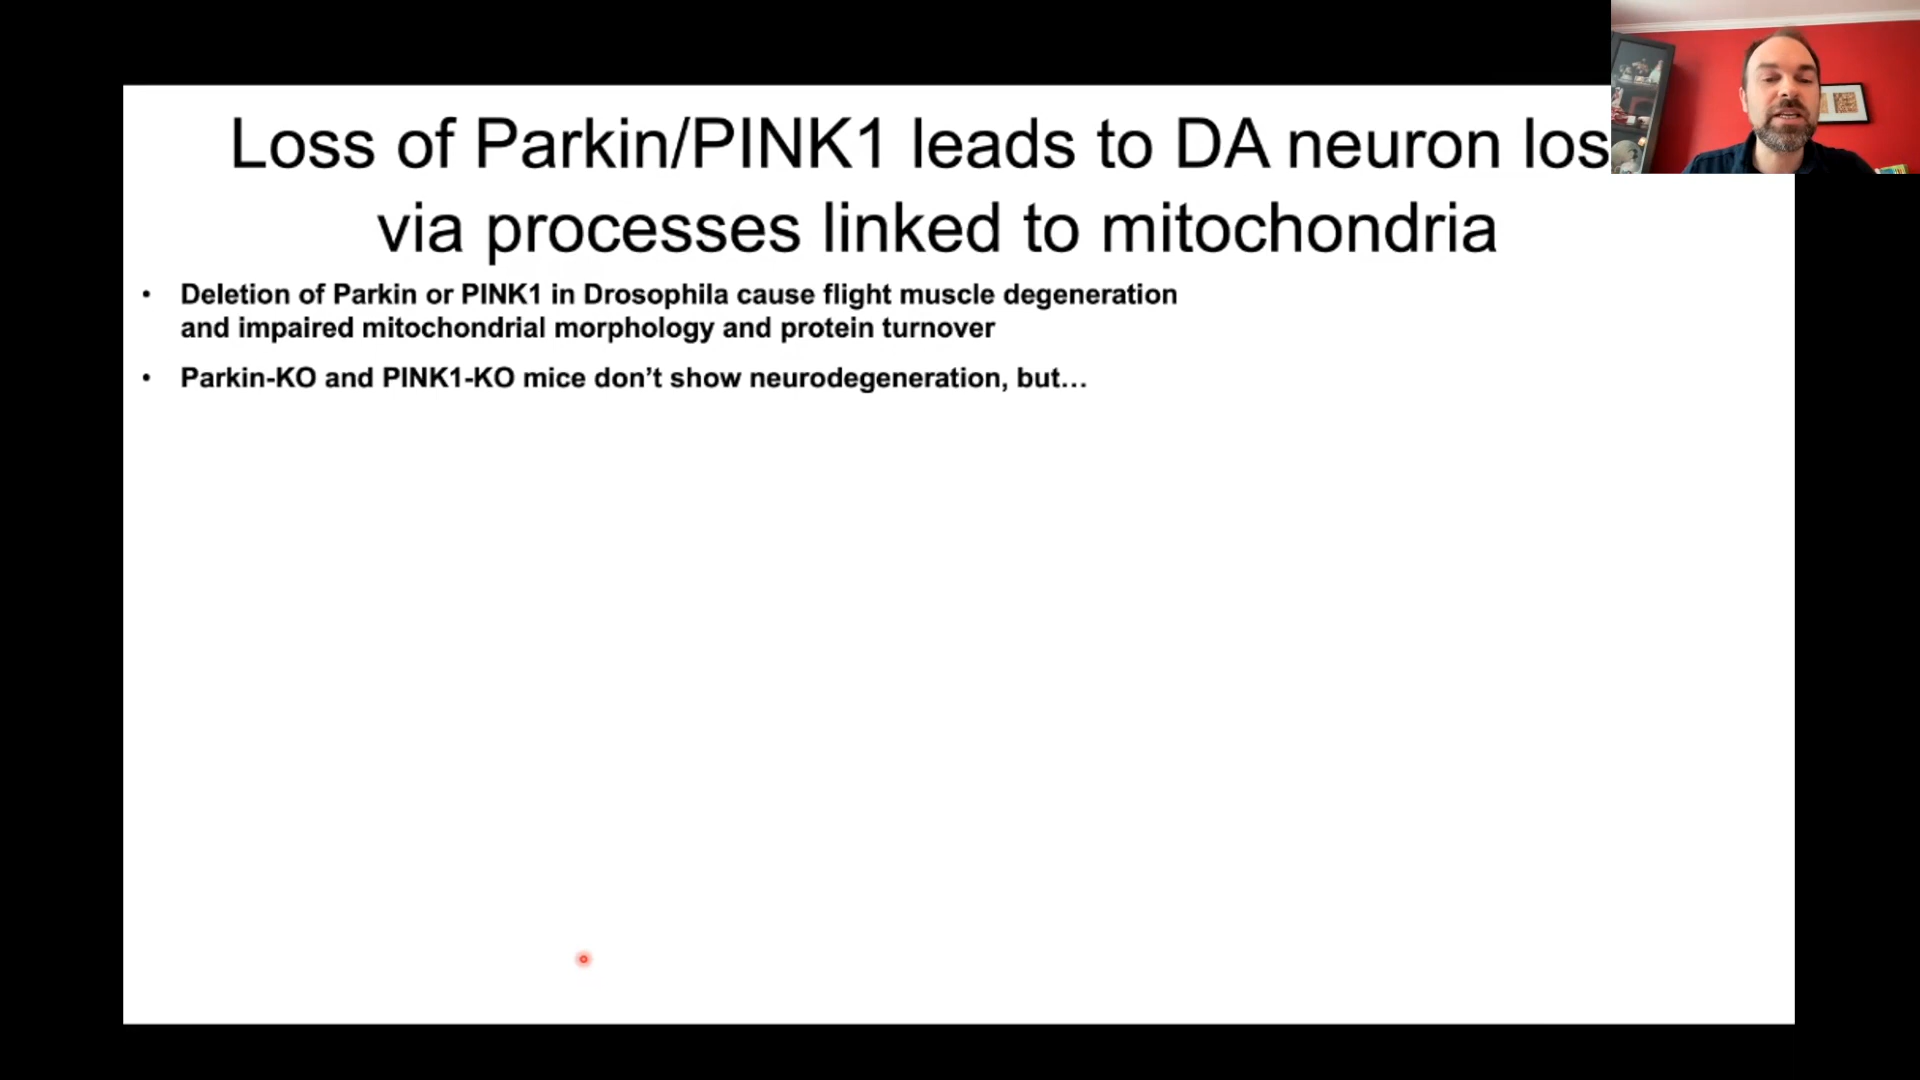 Loss of Parkin/PINK1 leads to DA neuron los
via processes linked to mitochondria
• Deletion of Parkin or PINK1 in Drosophila cause flight muscle degeneration
and impaired mitochondrial morphology and protein turnover
• Parkin-KO and PINK1-KO mice don’t show neurodegeneration, but…